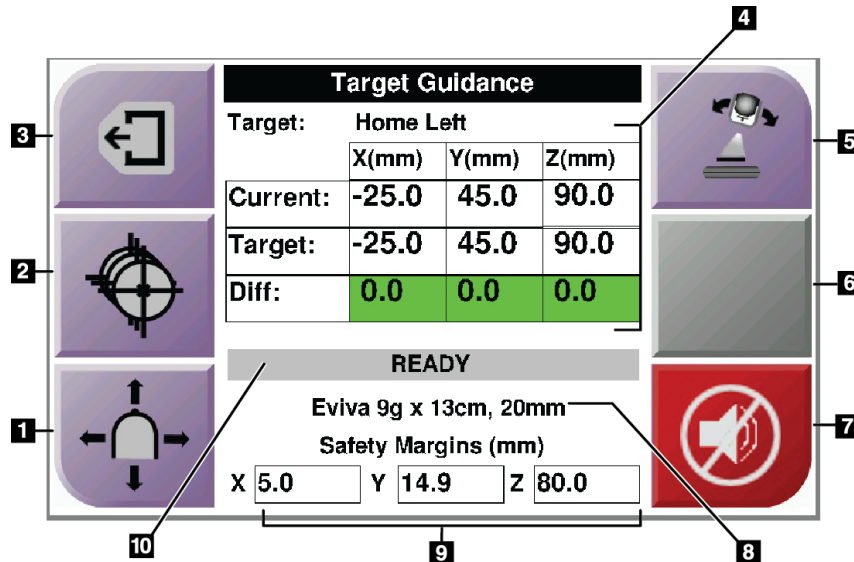 4
Target Guidance
3
Target: Home Left
5
X(mm) Y(mm) Z(mm)
Current: -25.0 45.0 90.0
Target: -25.0 45.0 90.0
2
Diff: 0.0 0.0 0.0
6
READY
Eviva 9g x 13cm, 20mm
1
7
Safety Margins (mm)
X 5.0 Y 14.9 Z 80.0
10
9
8